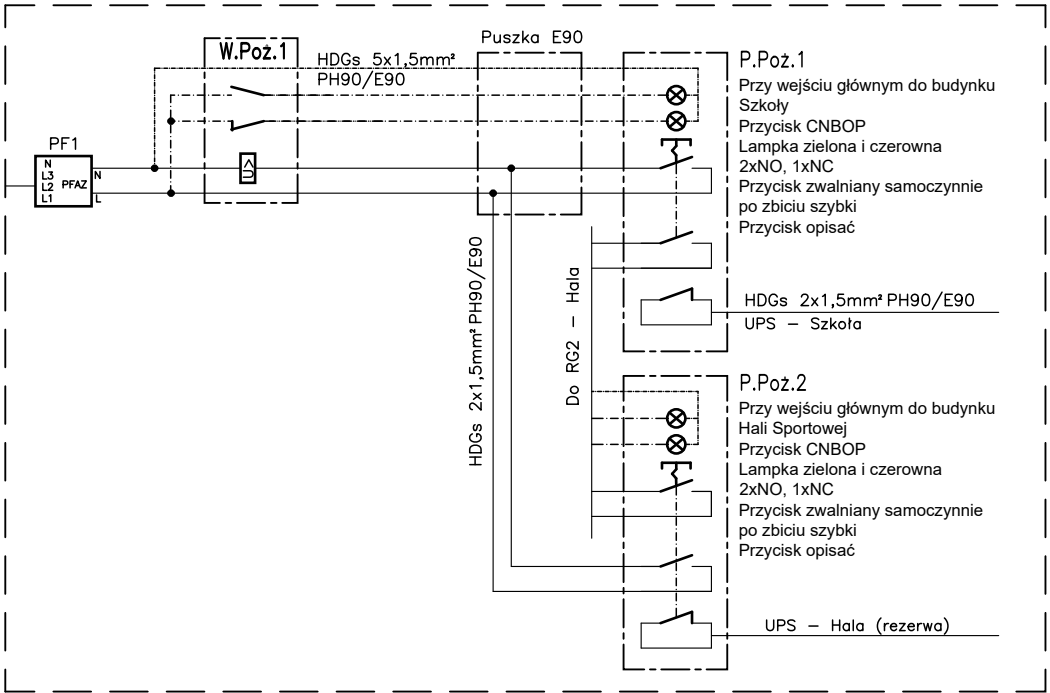 Puszka E90
W.Poż.1
HDGs 5x1,5mm²
PH90/E90
P.Poż.1
Przy wejściu głównym do budynku
Szkoły
Przycisk CNBOP
Lampka zielona i czerowna
2xNO, 1xNC
Przycisk zwalniany samoczynnie
po zbiciu szybki
Przycisk opisać
PF1
N
L3
L2
L1
PFAZ
N
L
U>
HDGs 2x1,5mm² PH90/E90
Do RG2 – Hala
HDGs 2x1,5mm² PH90/E90
UPS – Szkoła
P.Poż.2
Przy wejściu głównym do budynku
Hali Sportowej
Przycisk CNBOP
Lampka zielona i czerowna
2xNO, 1xNC
Przycisk zwalniany samoczynnie
po zbiciu szybki
Przycisk opisać
UPS – Hala (rezerwa)